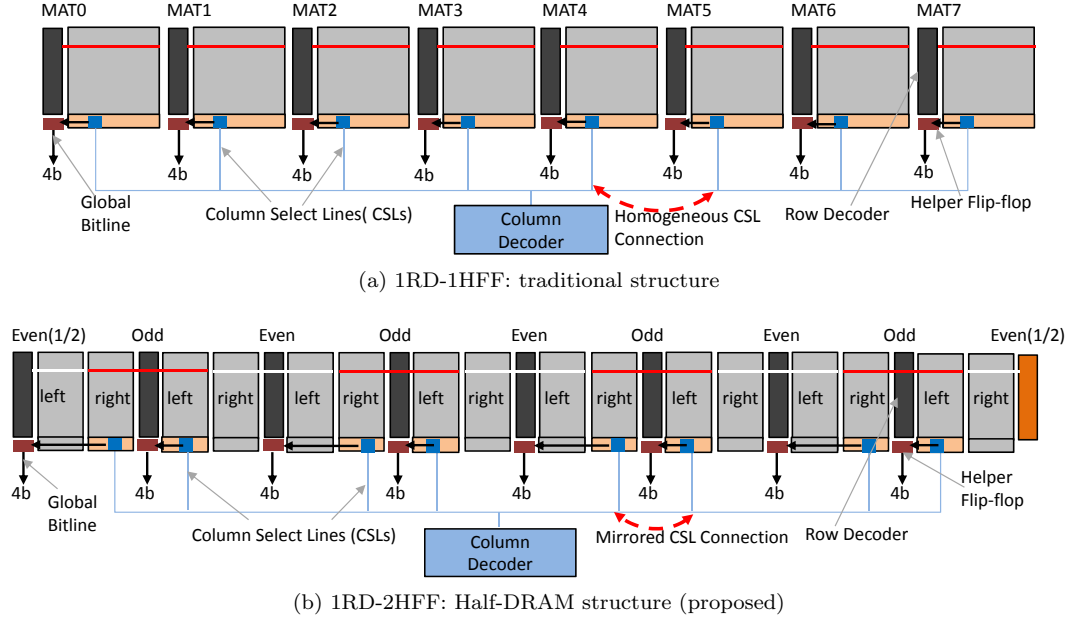 MAT0 MAT1 MAT2 MAT3 MAT4 MAT5 MAT6 MAT7
4b 4b 4b 4b 4b 4b 4b 4b
Global
Bitline
Column Select Lines( CSLs)
Column
Decoder
Homogeneous CSL
Connection
Row Decoder
Helper Flip-flop
(a) 1RD-1HFF: traditional structure
Even(1/2) Odd Even Odd Even Odd Even Odd Even(1/2)
left right left right left right left right left right left right left right left right
4b 4b 4b 4b 4b 4b 4b 4b
Global
Bitline
Column Select Lines (CSLs)
Column
Decoder
Mirrored CSL Connection
Row Decoder
Helper
Flip-flop
(b) 1RD-2HFF: Half-DRAM structure (proposed)